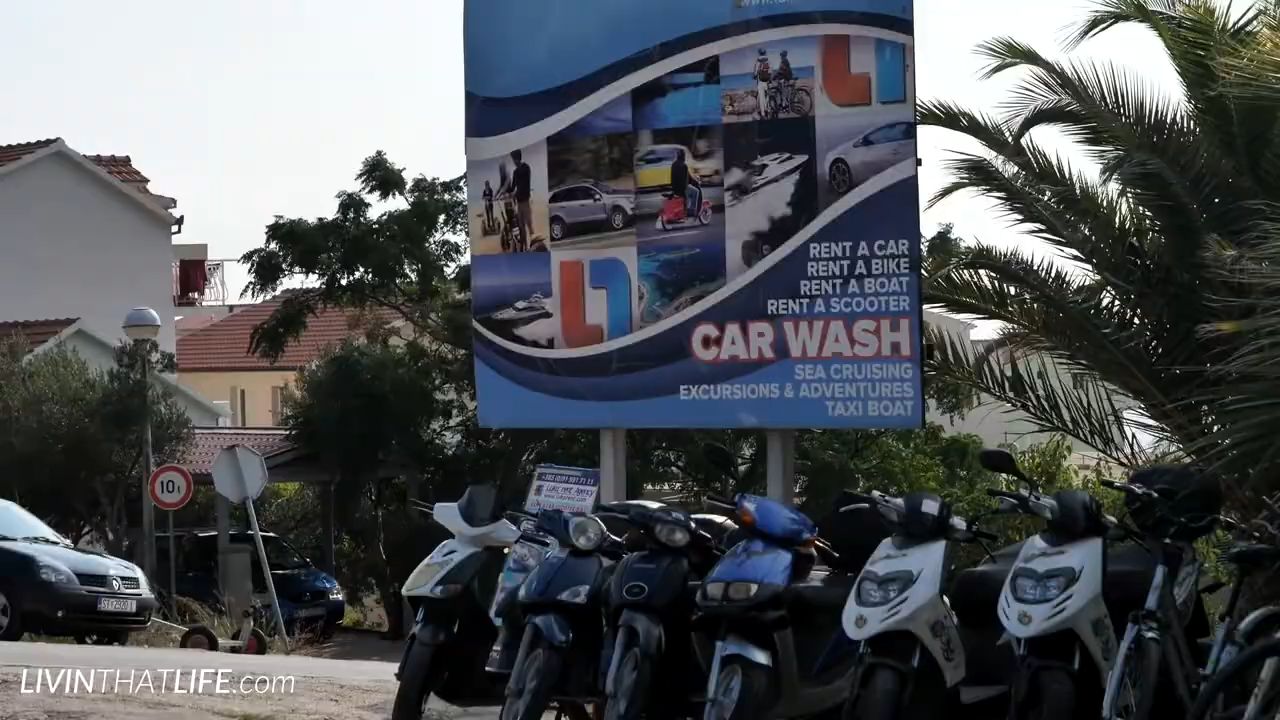 RENT A CAR
RENT A BIKE
RENT A BOAT
RENT A SCOOTER
CAR WASH
SEA CRUISING
EXCURSIONS & ADVENTURES
TAXI BOAT
10 t
LIVINTHATLIFE.com